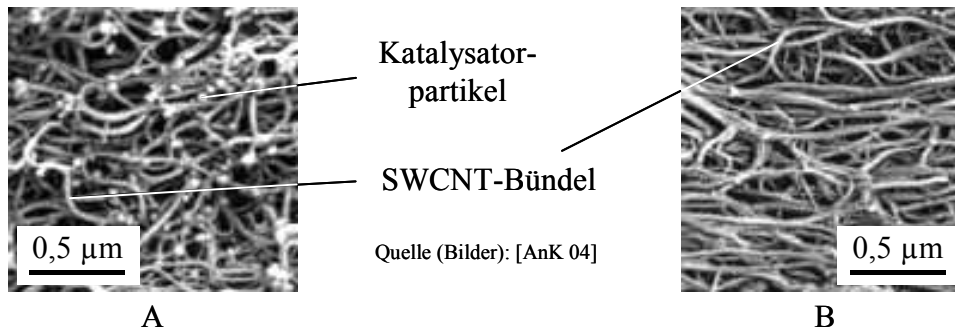 Katalysator-
partikel
SWCNT-Bündel
Quelle (Bilder): [AnK 04]
0,5 µm
0,5 µm
A
B